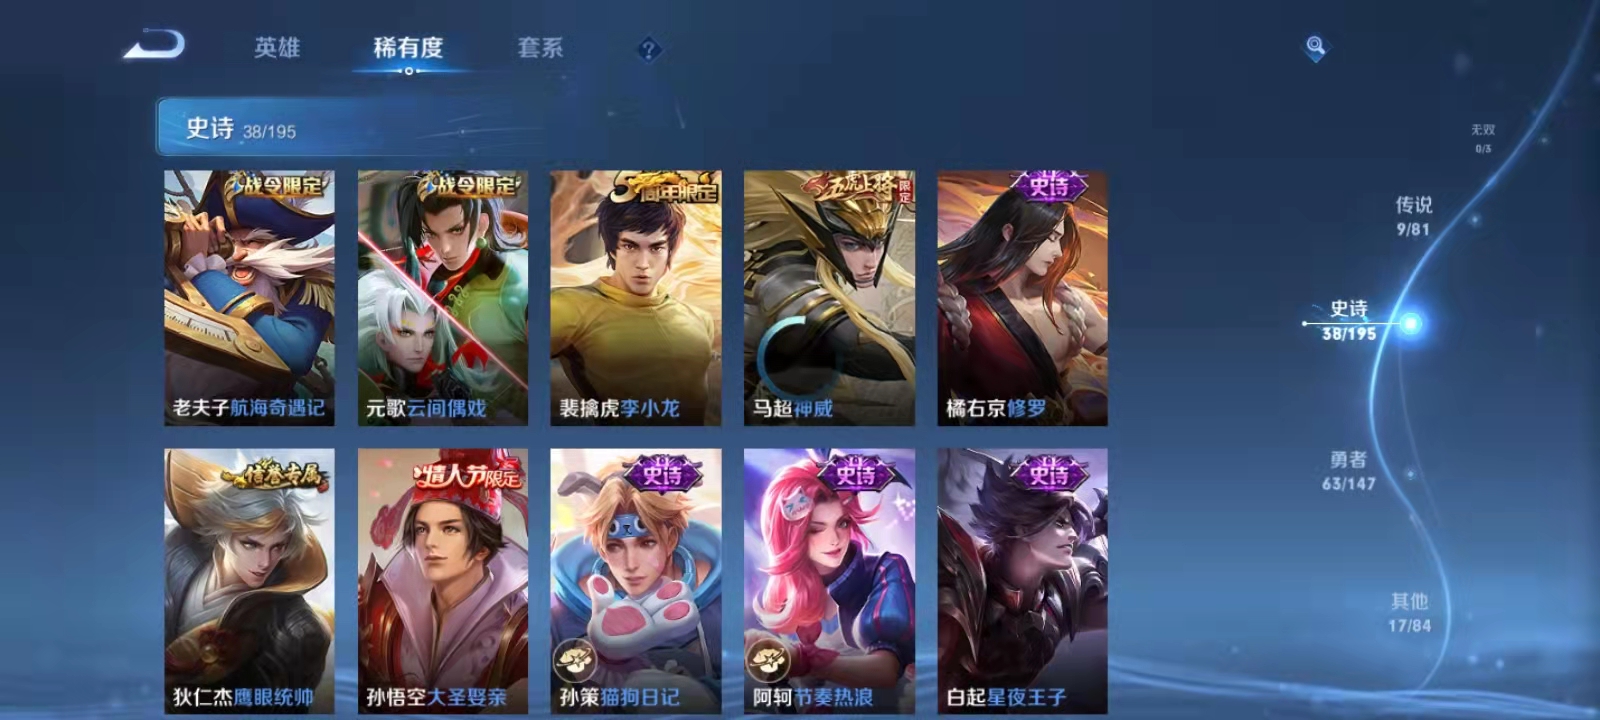 英雄
稀有度
套系
?
史诗 38/195
无双
0/3
传说
9/81
史诗
38/195
勇者
63/147
其他
17/84
战令限定
老夫子航海奇遇记
战令限定
元歌云间偶戏
5周年限定
裴擒虎李小龙
五虎上将限定
马超神威
史诗
橘右京修罗
信誉专属
狄仁杰鹰眼统帅
情人节限定
孙悟空大圣娶亲
史诗
孙策猫狗日记
史诗
阿轲节奏热浪
史诗
白起星夜王子